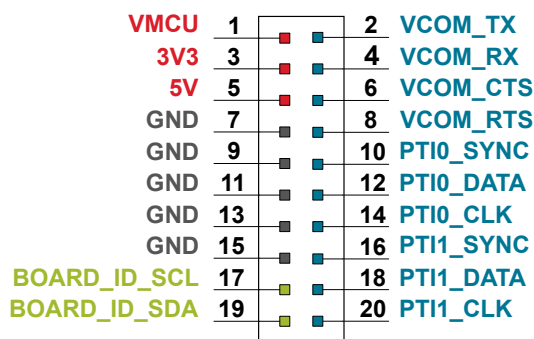 VMCU 1 2 VCOM_TX
3V3 3 4 VCOM_RX
5V 5 6 VCOM_CTS
GND 7 8 VCOM_RTS
GND 9 10 PTI0_SYNC
GND 11 12 PTI0_DATA
GND 13 14 PTI0_CLK
GND 15 16 PTI1_SYNC
BOARD_ID_SCL 17 18 PTI1_DATA
BOARD_ID_SDA 19 20 PTI1_CLK